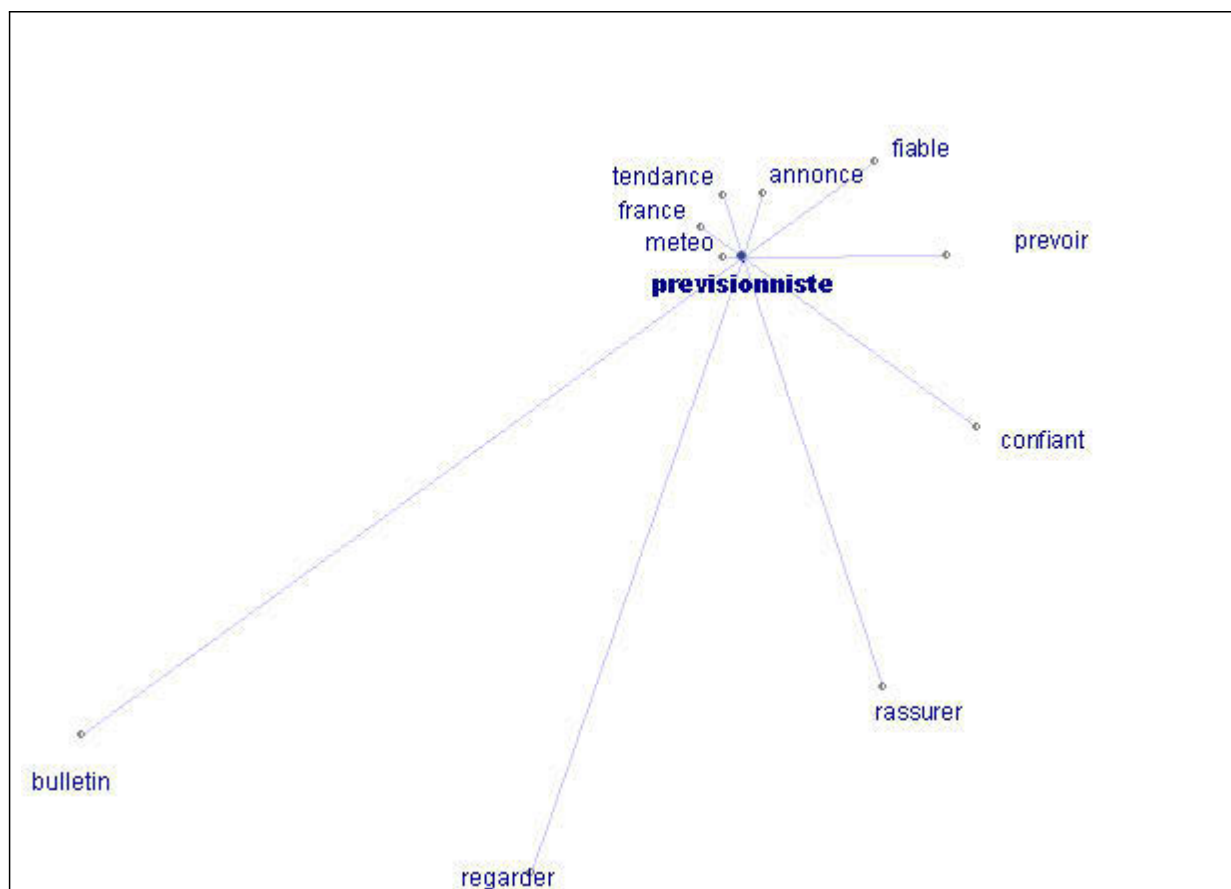 fiable
tendance
annonce
france
meteo
prevoir
previsionniste
confiant
rassurer
bulletin
regarder